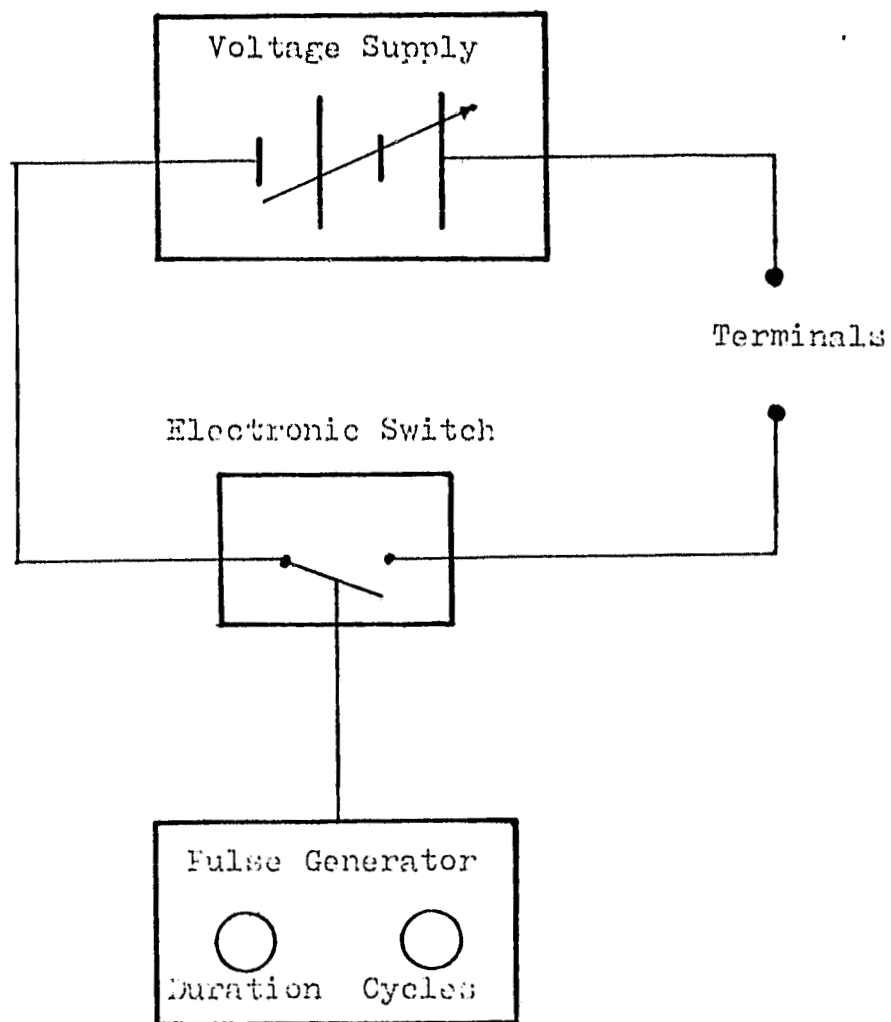 Voltage Supply
Terminals
Electronic Switch
Pulse Generator
Duration Cycles